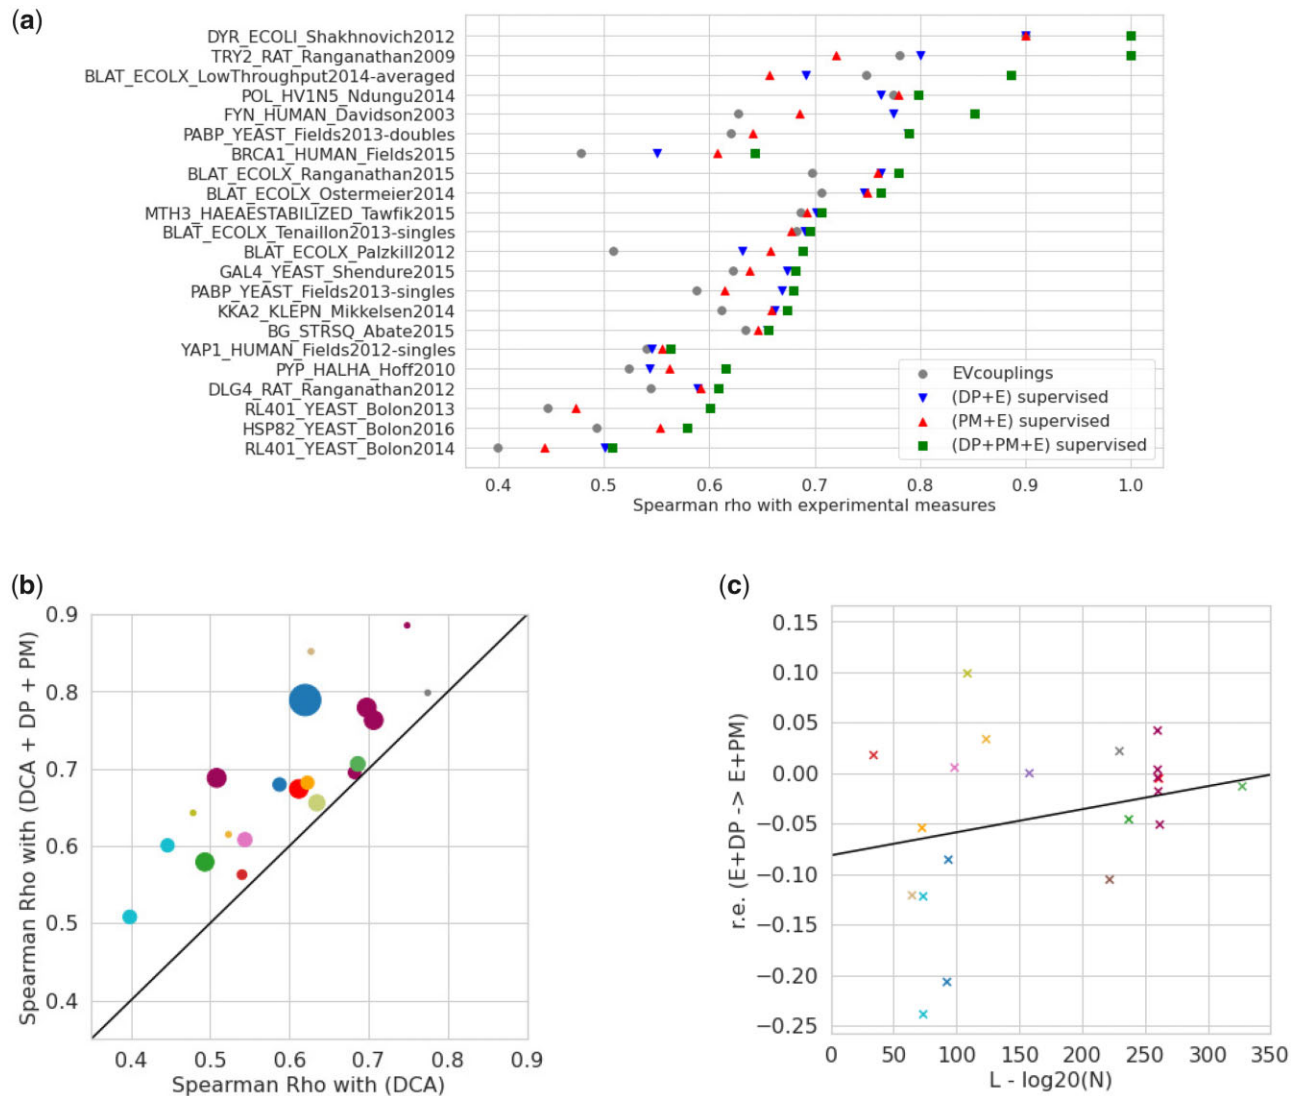 (a)
DYR_ECOLI_Shakhnovich2012
TRY2_RAT_Ranganathan2009
BLAT_ECOLX_LowThroughput2014-averaged
POL_HV1N5_Ndungu2014
FYN_HUMAN_Davidson2003
PABP_YEAST_Fields2013-doubles
BRCA1_HUMAN_Fields2015
BLAT_ECOLX_Ranganathan2015
BLAT_ECOLX_Ostermeier2014
MTH3_HAEAESTABILIZED_Tawfik2015
BLAT_ECOLX_Tenaillon2013-singles
BLAT_ECOLX_Palzkill2012
GAL4_YEAST_Shendure2015
PABP_YEAST_Fields2013-singles
KKA2_KLEPN_Mikkelsen2014
BG_STRSQ_Abate2015
YAP1_HUMAN_Fields2012-singles
PYP_HALHA_Hoff2010
DLG4_RAT_Ranganathan2012
RL401_YEAST_Bolon2013
HSP82_YEAST_Bolon2016
RL401_YEAST_Bolon2014
EVcouplings
(DP+E) supervised
(PM+E) supervised
(DP+PM+E) supervised
0.4 0.5 0.6 0.7 0.8 0.9 1.0
Spearman rho with experimental measures
(b)
Spearman Rho with (DCA + DP + PM)
0.9
0.8
0.7
0.6
0.5
0.4
0.4 0.5 0.6 0.7 0.8 0.9
Spearman Rho with (DCA)
(c)
r.e. (E+DP -> E+PM)
0.15
0.10
0.05
0.00
−0.05
−0.10
−0.15
−0.20
−0.25
0 50 100 150 200 250 300 350
L - log20(N)